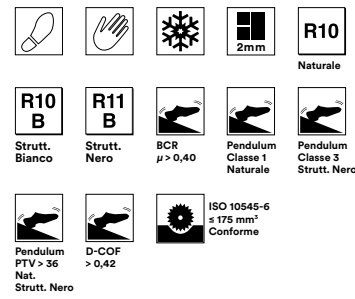 2mm
R10
Naturale
R10
B
Strutt.
Bianco
R11
B
Strutt.
Nero
BCR
μ > 0,40
Pendulum
Classe 1
Naturale
Pendulum
Classe 3
Strutt. Nero
Pendulum
PTV > 36
Nat.
Strutt. Nero
D-COF
> 0,42
ISO 10545-6
≤ 175 mm³
Conforme